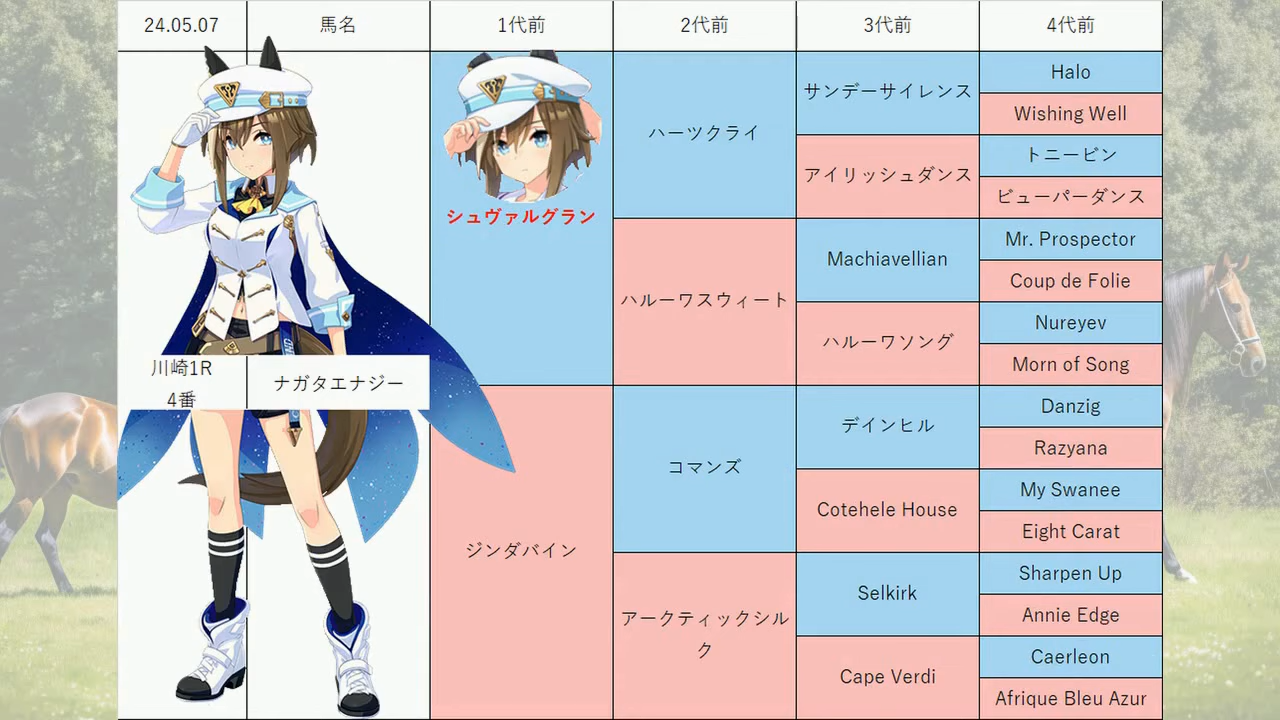 24.05.07
馬名
1代前
2代前
3代前
4代前
川崎1R
4番
ナガタエナジー
シュヴァルグラン
ジンダバイン
ハーツクライ
ハルーワスウィート
コマンズ
アークティックシル
ク
サンデーサイレンス
アイリッシュダンス
Machiavellian
ハルーワソング
デインヒル
Cotehele House
Selkirk
Cape Verdi
Halo
Wishing Well
トニービン
ビューパーダンス
Mr. Prospector
Coup de Folie
Nureyev
Morn of Song
Danzig
Razyana
My Swanee
Eight Carat
Sharpen Up
Annie Edge
Caerleon
Afrique Bleu Azur